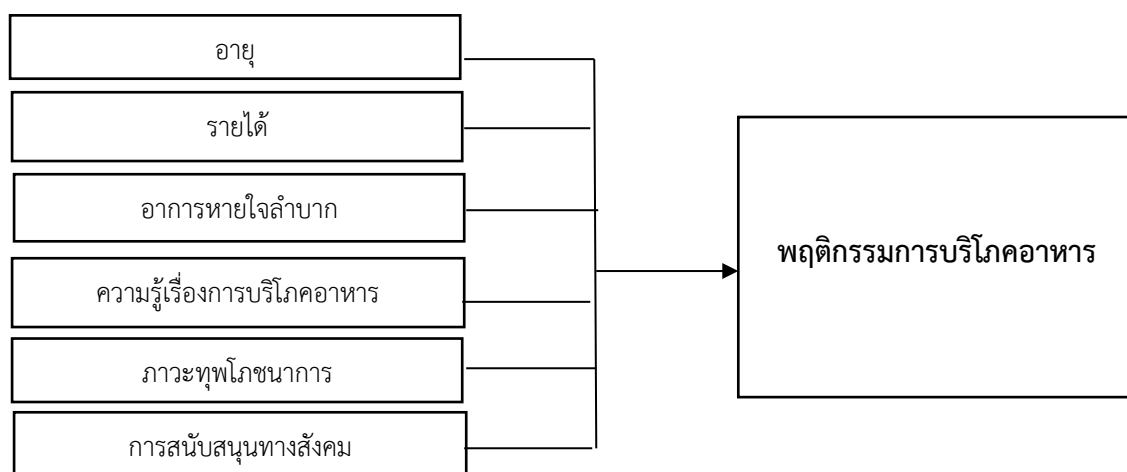 อายุ
รายได้
อาการหายใจลำบาก
ความรู้เรื่องการบริโภคอาหาร
ภาวะทุพโภชนาการ
การสนับสนุนทางสังคม
พฤติกรรมการบริโภคอาหาร